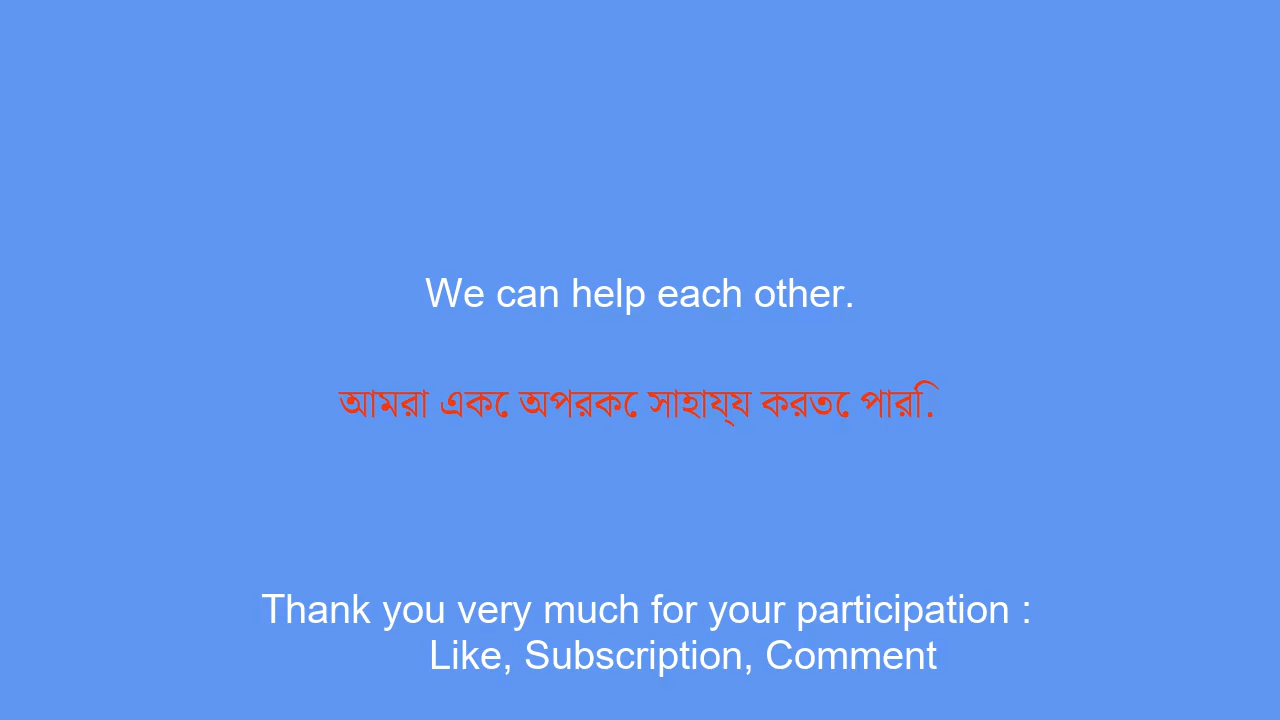 We can help each other.
আমরা একে অপরকে সাহায্য করতে পারি.
Thank you very much for your participation :
Like, Subscription, Comment